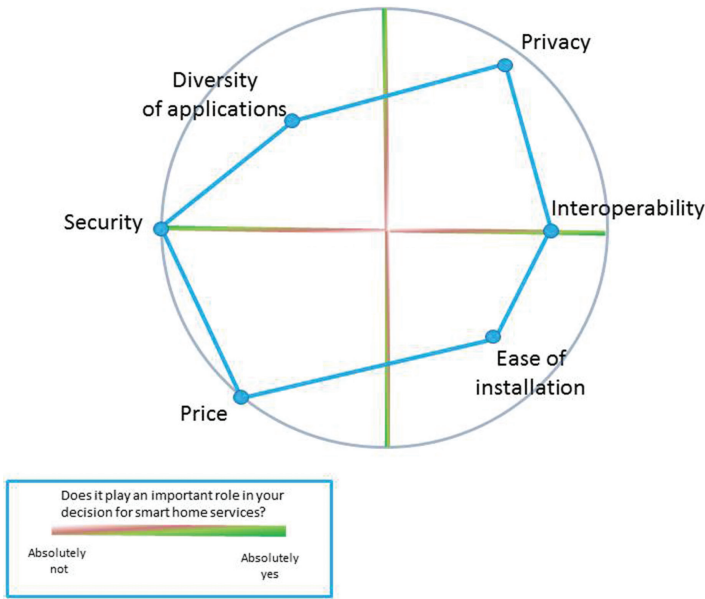 Privacy
Diversity
of applications
Interoperability
Security
Ease of
installation
Price
Does it play an important role in your
decision for smart home services?
Absolutely
not
Absolutely
yes